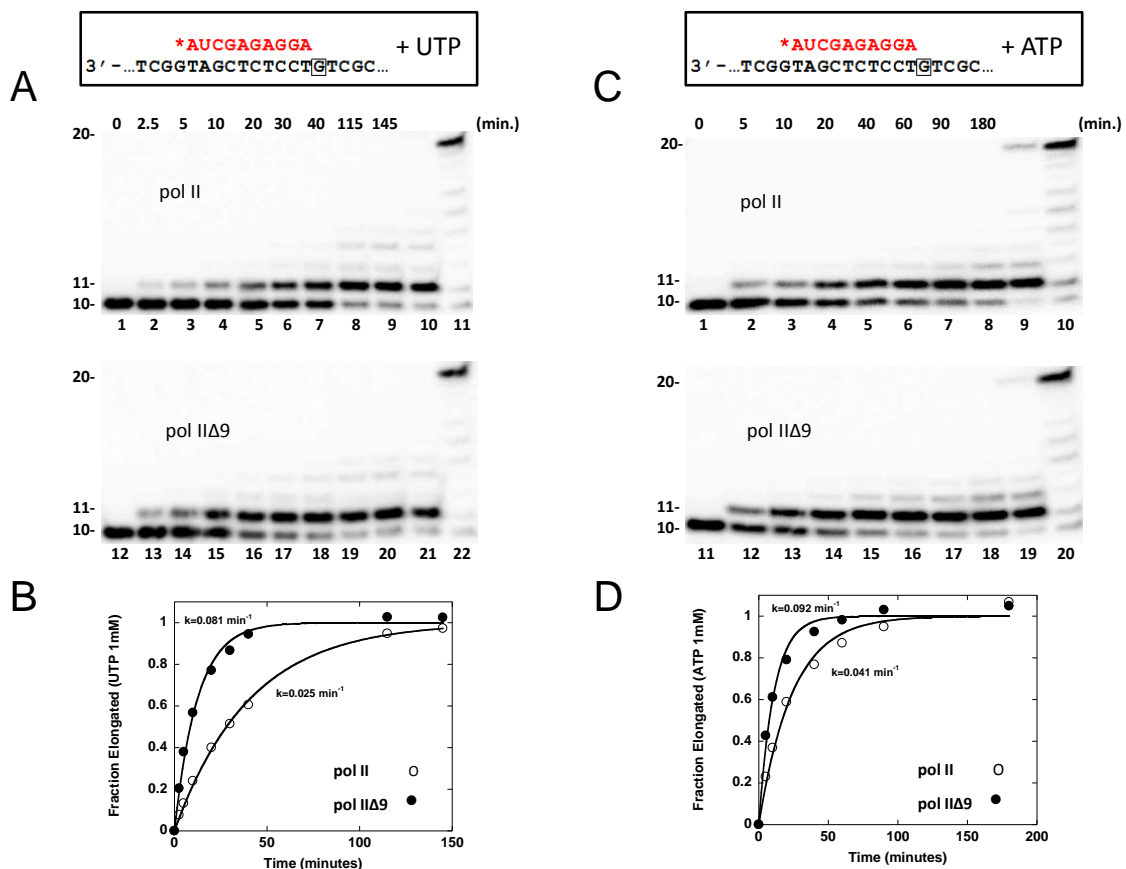 *AUCGAGAGGA
+ UTP
3′-…TCGGTAGCTCTCCTGTCGC…
A
0 2.5 5 10 20 30 40 115 145 (min.)
20-
pol II
11-
10-
1 2 3 4 5 6 7 8 9 10 11
20-
pol IIΔ9
11-
10-
12 13 14 15 16 17 18 19 20 21 22
B
Fraction Elongated (UTP 1mM)
1
0.8
0.6
0.4
0.2
0
k=0.081 min-1
k=0.025 min-1
pol II
pol IIΔ9
0 50 100 150
Time (minutes)
*AUCGAGAGGA
+ ATP
3′-…TCGGTAGCTCTCCTGTCGC…
C
0 5 10 20 40 60 90 180 (min.)
20-
pol II
11-
10-
1 2 3 4 5 6 7 8 9 10
20-
pol IIΔ9
11-
10-
11 12 13 14 15 16 17 18 19 20
D
Fraction Elongated (ATP 1mM)
1
0.8
0.6
0.4
0.2
0
k=0.092 min-1
k=0.041 min-1
pol II
pol IIΔ9
0 50 100 150 200
Time (minutes)